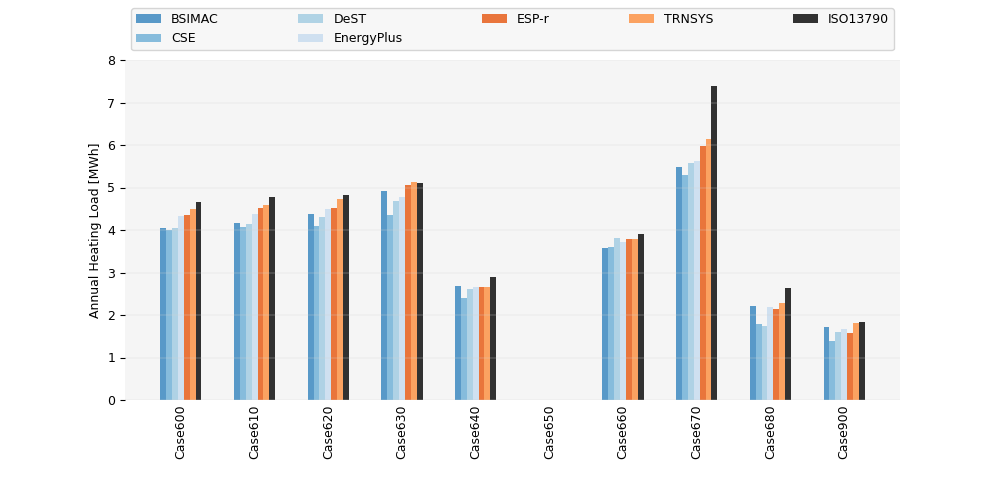 BSIMAC DeST ESP-r TRNSYS ISO13790
CSE EnergyPlus
8
7
6
5
4
3
2
1
0
Annual Heating Load [MWh]
Case600 Case610 Case620 Case630 Case640 Case650 Case660 Case670 Case680 Case900